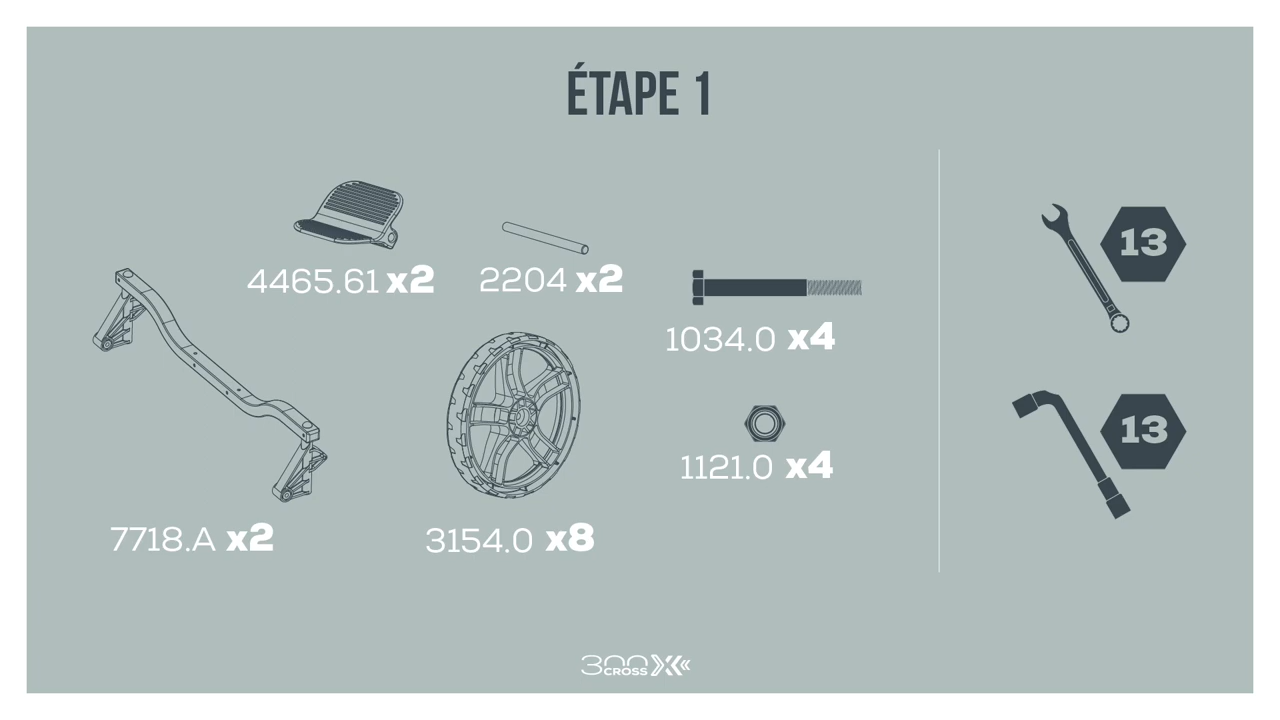 ÉTAPE 1
4465.61 x2
2204 x2
1034.0 x4
1121.0 x4
7718.A x2
3154.0 x8
13
13
300 CROSS